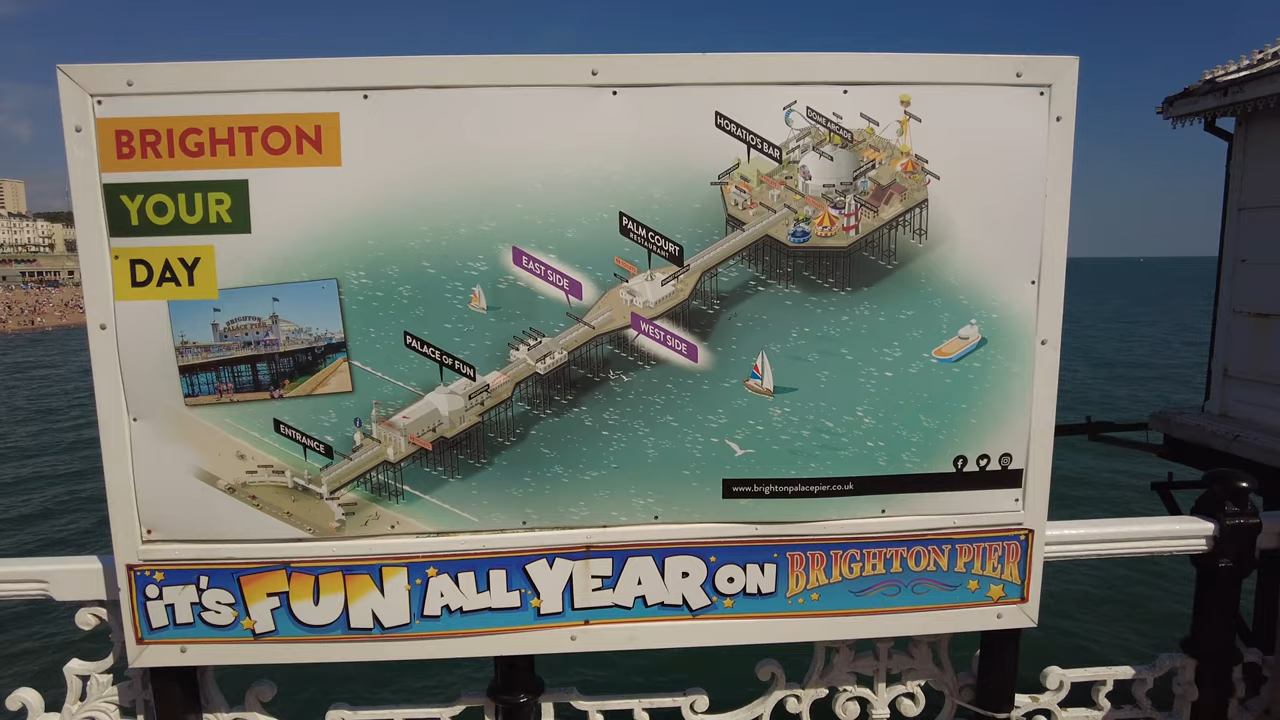 BRIGHTON
YOUR
DAY
BRIGHTON
PALACE PIER
HORATIO'S BAR
DOME ARCADE
PALM COURT
RESTAURANT
EAST SIDE
WEST SIDE
PALACE OF FUN
ENTRANCE
www.brightonpalacepier.co.uk
IT'S FUN ALL YEAR ON BRIGHTON PIER